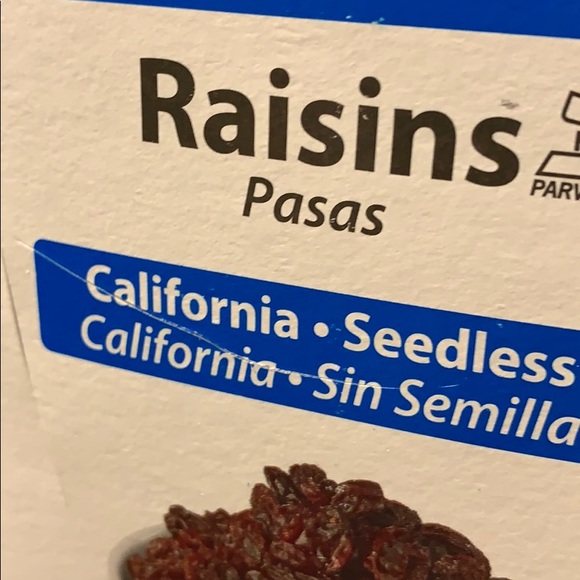 Raisins
Pasas
California • Seedless
California • Sin Semilla